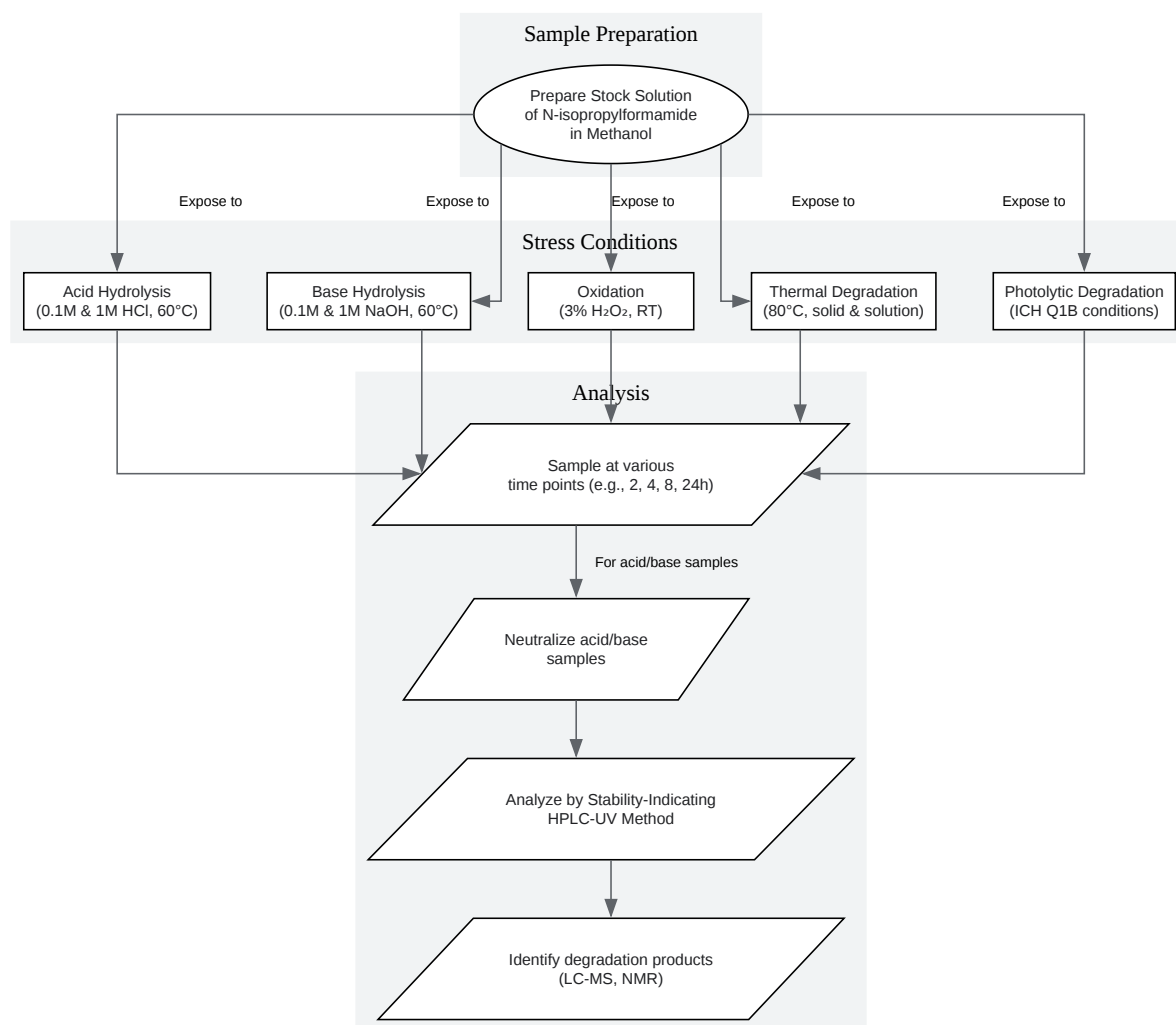 Sample Preparation
Prepare Stock Solution
of N-isopropylformamide
in Methanol
Expose to
Expose to
Expose to
Expose to
Expose to
Stress Conditions
Acid Hydrolysis
(0.1M & 1M HCl, 60°C)
Base Hydrolysis
(0.1M & 1M NaOH, 60°C)
Oxidation
(3% H₂O₂, RT)
Thermal Degradation
(80°C, solid & solution)
Photolytic Degradation
(ICH Q1B conditions)
Analysis
Sample at various
time points (e.g., 2, 4, 8, 24h)
For acid/base samples
Neutralize acid/base
samples
Analyze by Stability-Indicating
HPLC-UV Method
Identify degradation products
(LC-MS, NMR)